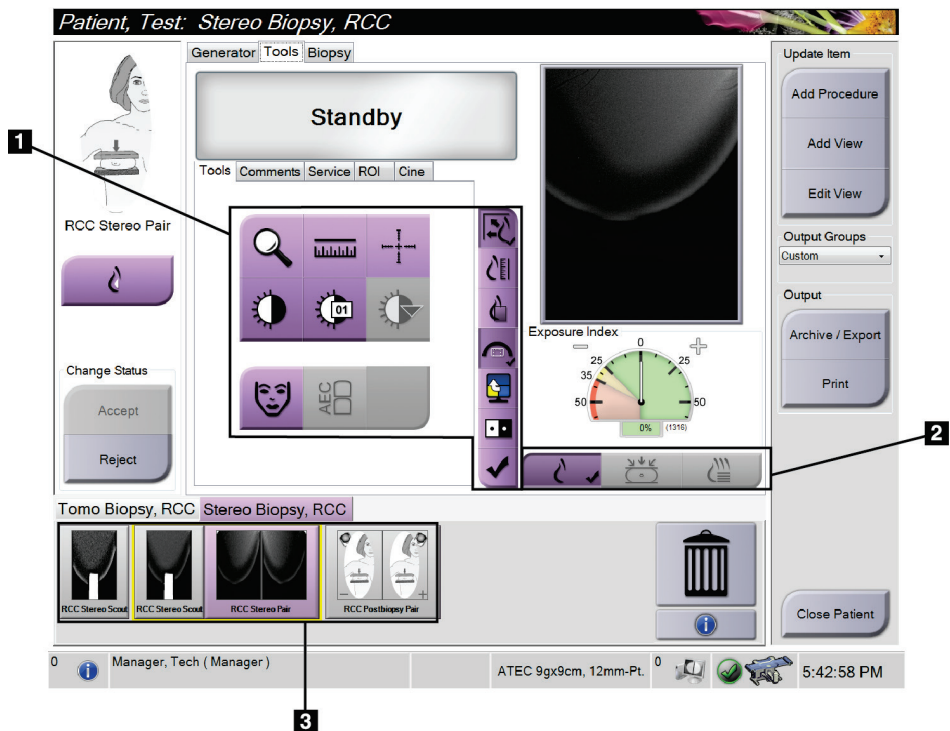 Patient, Test: Stereo Biopsy, RCC
Generator Tools Biopsy
Update Item
Add Procedure
Add View
Edit View
Standby
1
Tools Comments Service ROI Cine
RCC Stereo Pair
01
AEC
Output Groups
Custom
Output
Archive / Export
Print
Exposure Index
0
25 25
35
50 50
0% (1316)
Change Status
Accept
Reject
2
Tomo Biopsy, RCC Stereo Biopsy, RCC
RCC Stereo Scout RCC Stereo Scout RCC Stereo Pair RCC Postbiopsy Pair
Close Patient
0 Manager, Tech ( Manager ) ATEC 9gx9cm, 12mm-Pt. 0 5:42:58 PM
3